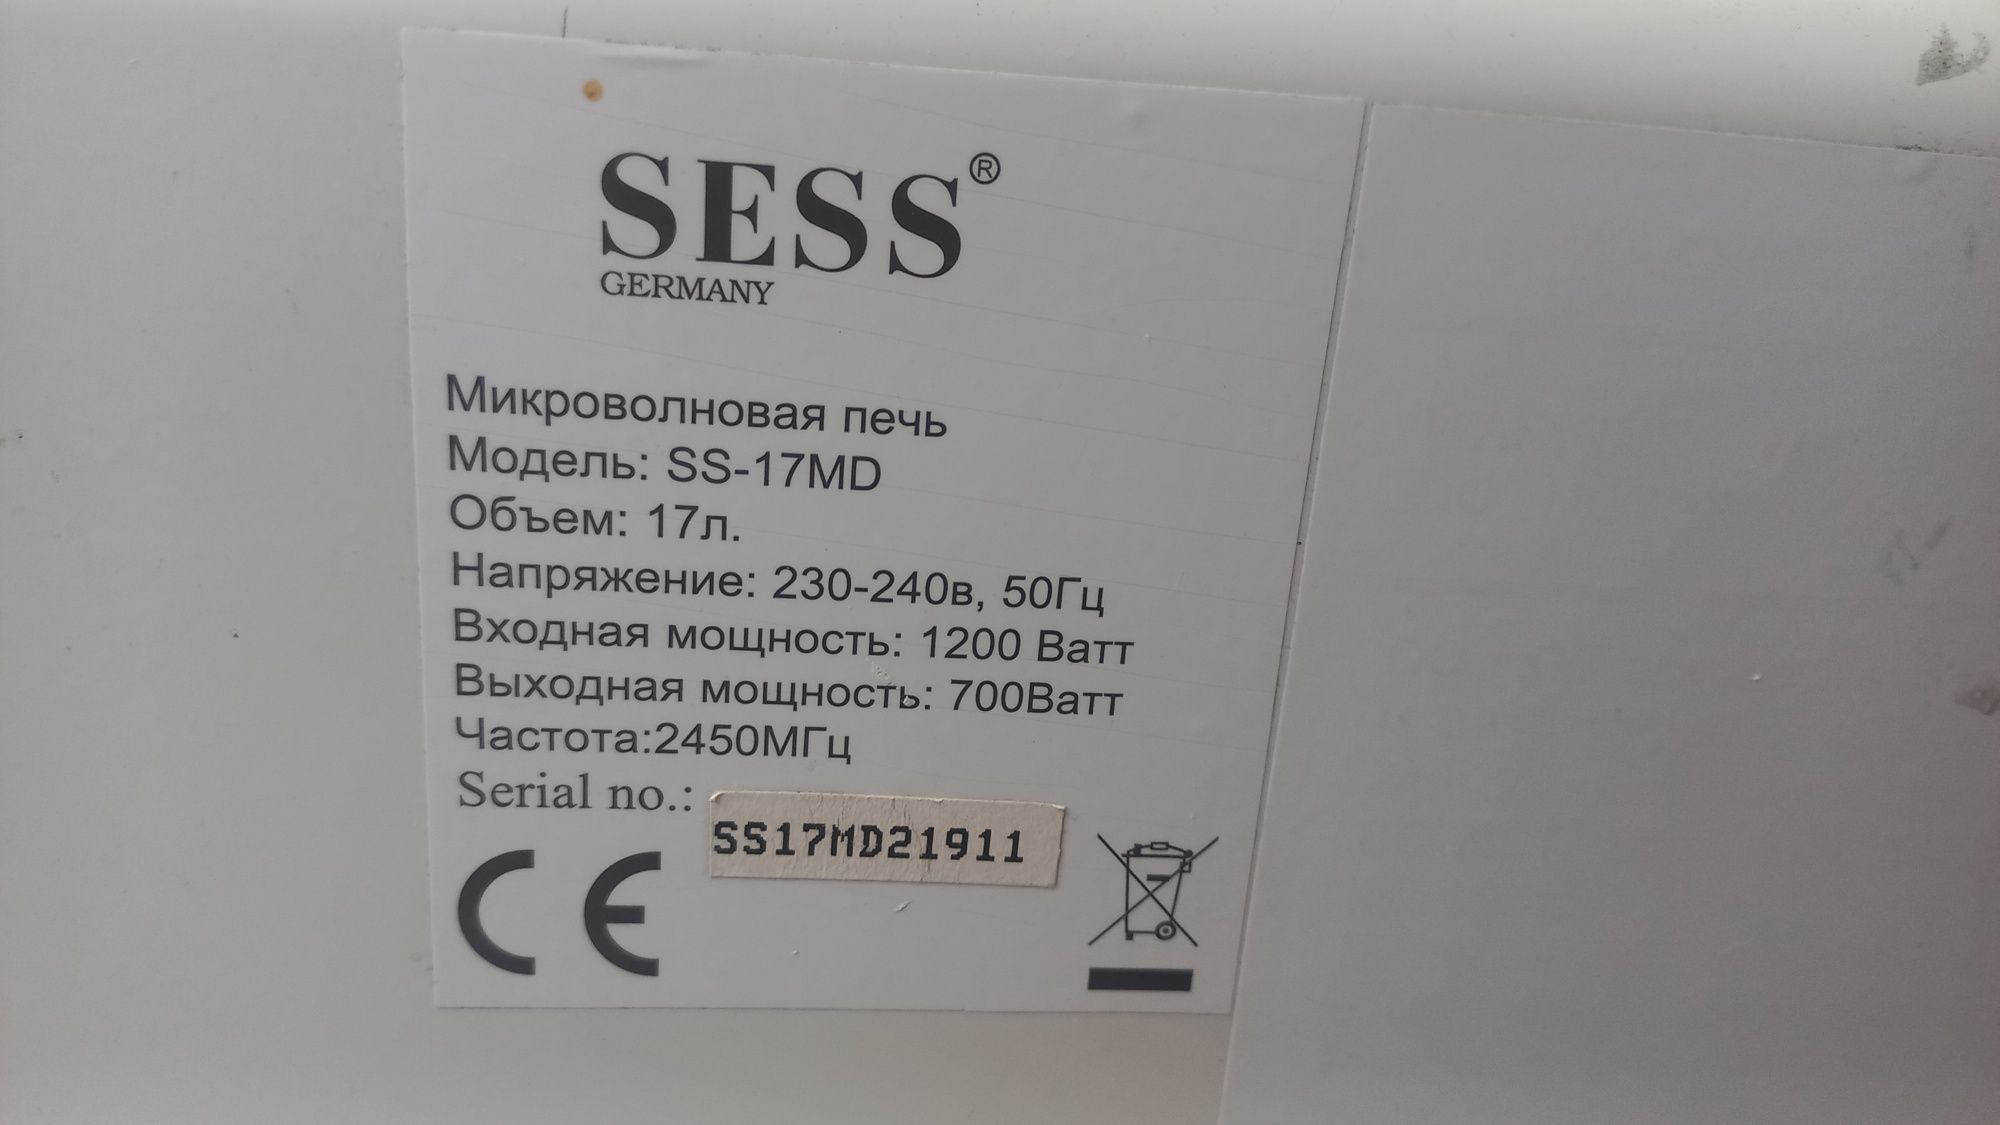 SESS®
GERMANY
Микроволновая печь
Модель: SS-17MD
Объем: 17л.
Напряжение: 230-240в, 50Гц
Входная мощность: 1200 Ватт
Выходная мощность: 700Ватт
Частота:2450МГц
Serial no.: SS17MD21911
CE